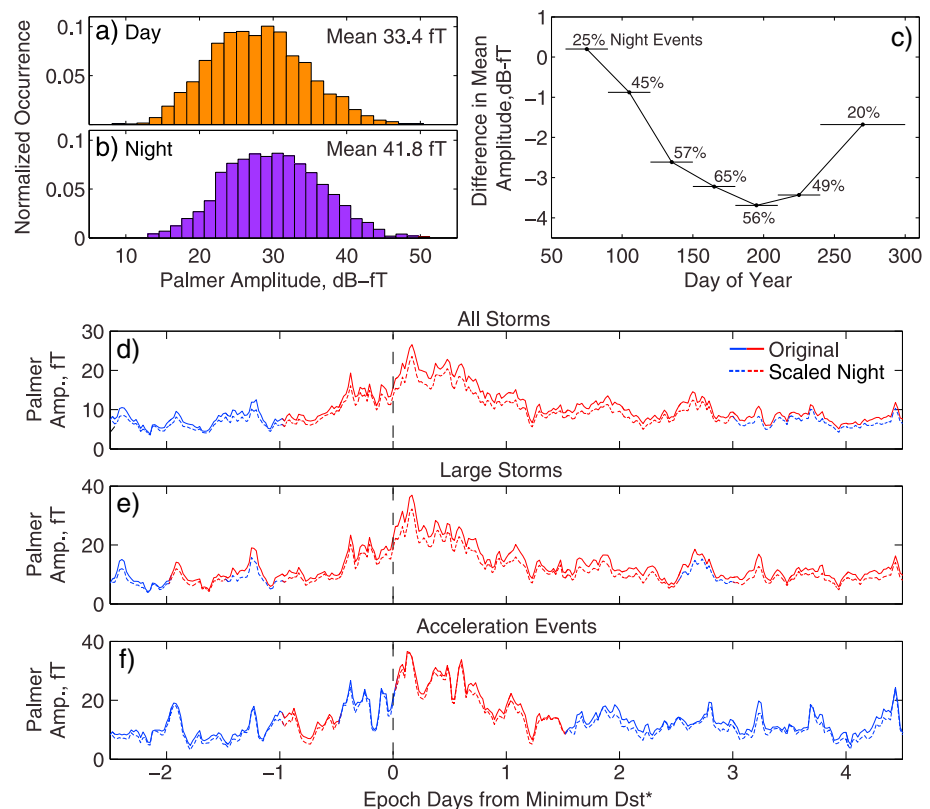 a) Day
Mean 33.4 fT
0.1
0.05
0
b) Night
Mean 41.8 fT
0.1
0.05
0
Normalized Occurrence
10 20 30 40 50
Palmer Amplitude, dB–fT
c)
25% Night Events
45%
57%
65%
56%
49%
20%
1
0
−1
−2
−3
−4
Difference in Mean
Amplitude,dB-fT
50 100 150 200 250 300
Day of Year
All Storms
d)
Original
Scaled Night
30
20
10
0
Palmer
Amp., fT
Large Storms
e)
40
20
0
Palmer
Amp., fT
Acceleration Events
f)
40
20
0
Palmer
Amp., fT
−2 −1 0 1 2 3 4
Epoch Days from Minimum Dst*